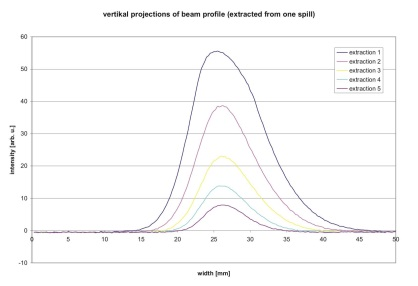 vertikal projections of beam profile (extracted from one spill)
60
50
40
30
20
10
0
-10
0 5 10 15 20 25 30 35 40 45 50
intensity [arb. u.]
width [mm]
extraction 1
extraction 2
extraction 3
extraction 4
extraction 5